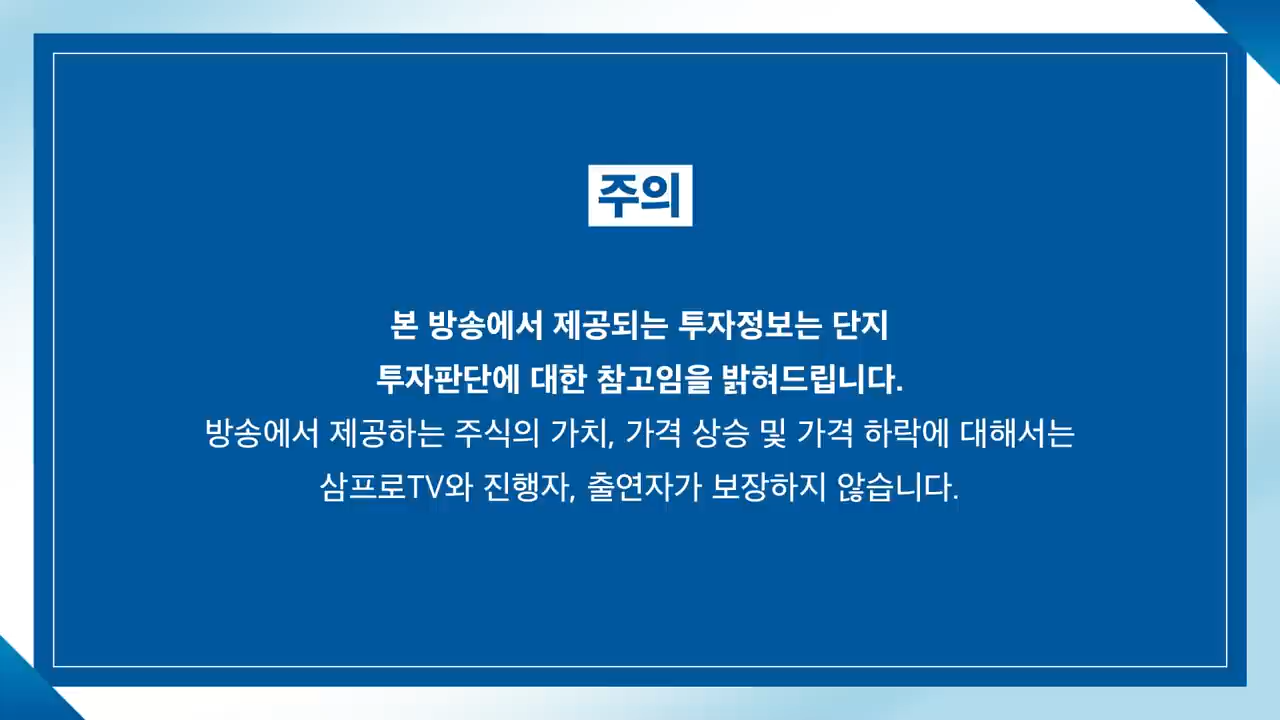 주의
본 방송에서 제공되는 투자정보는 단지
투자판단에 대한 참고임을 밝혀드립니다.
방송에서 제공하는 주식의 가치, 가격 상승 및 가격 하락에 대해서는
삼프로TV와 진행자, 출연자가 보장하지 않습니다.